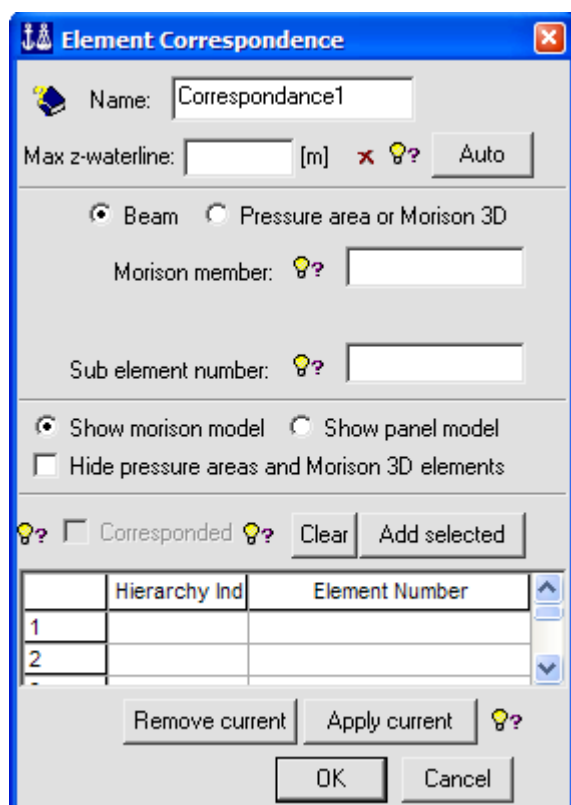 Element Correspondence
Name: Correspondance1
Max z-waterline: [m] Auto
Beam Pressure area or Morison 3D
Morison member: ?
Sub element number: ?
Show morison model Show panel model
Hide pressure areas and Morison 3D elements
? Corresponded ? Clear Add selected
Hierarchy Ind Element Number
1
2
Remove current Apply current ?
OK Cancel